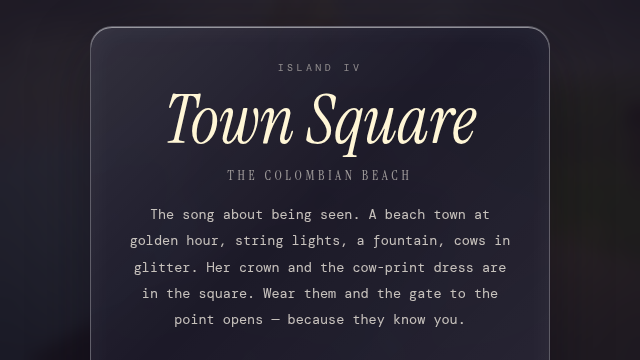 ISLAND IV
Town Square
THE COLOMBIAN BEACH
The song about being seen. A beach town at
golden hour, string lights, a fountain, cows in
glitter. Her crown and the cow-print dress are
in the square. Wear them and the gate to the
point opens — because they know you.